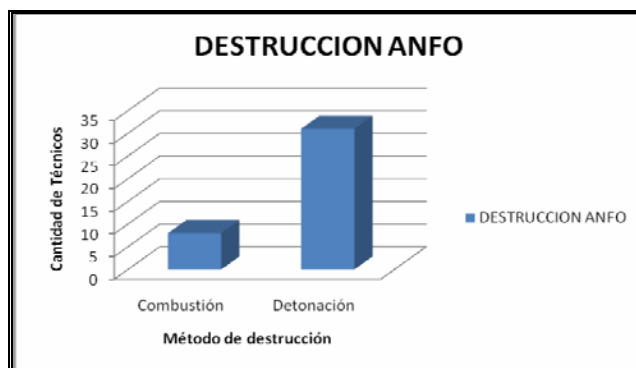 DESTRUCCION ANFO
Cantidad de Técnicos
35
30
25
20
15
10
5
0
Combustión Detonación
Método de destrucción
DESTRUCCION ANFO